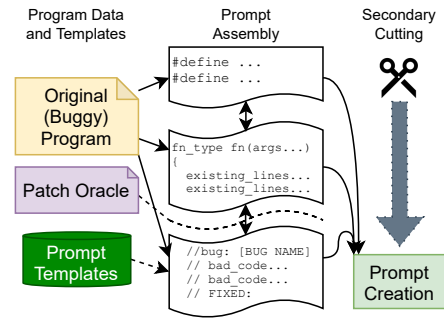 Program Data
and Templates
Prompt
Assembly
Secondary
Cutting
Original
(Buggy)
Program
Patch Oracle
Prompt
Templates
#define ...
#define ...
fn_type fn(args...)
{
existing_lines...
existing_lines...
//bug: [BUG NAME]
// bad_code...
// bad_code...
// FIXED:
Prompt
Creation